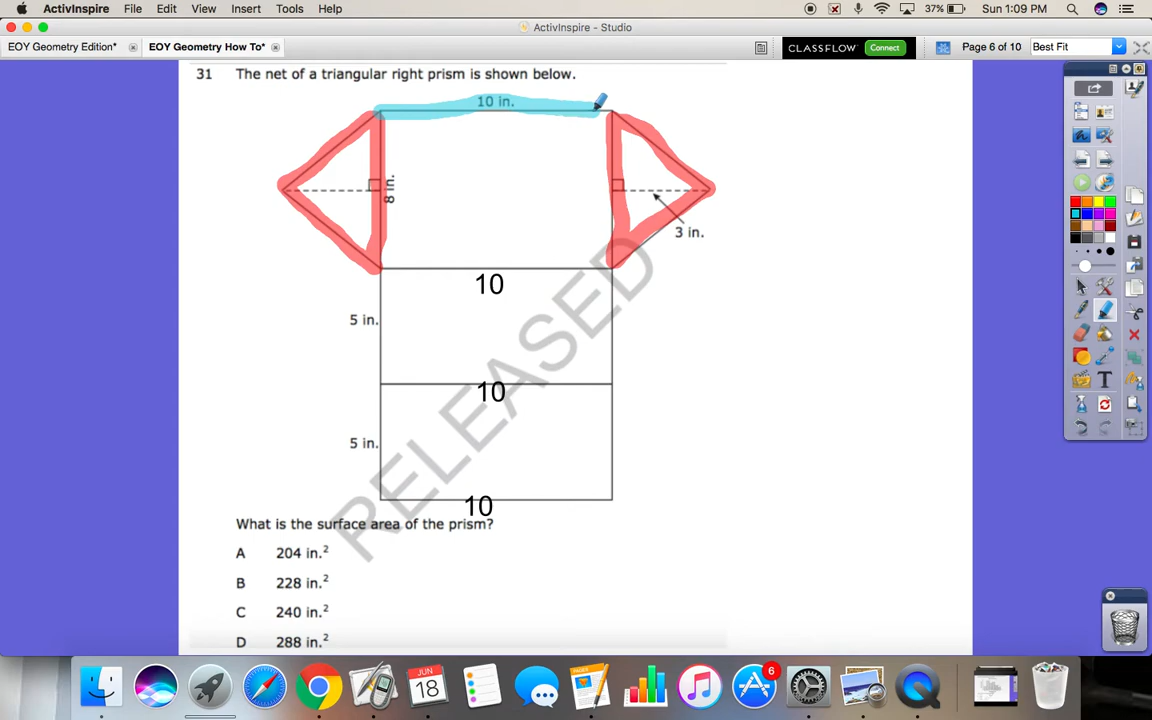 ActivInspire File Edit View Insert Tools Help
37% Sun 1:09 PM
ActivInspire - Studio
EOY Geometry Edition* EOY Geometry How To*
CLASSFLOW Connect Page 6 of 10 Best Fit
31 The net of a triangular right prism is shown below.
10 in.
8 in.
3 in.
10
5 in.
10
5 in.
10
RELEASED
What is the surface area of the prism?
A 204 in.²
B 228 in.²
C 240 in.²
D 288 in.²
T
JUN
18
PAGES
6